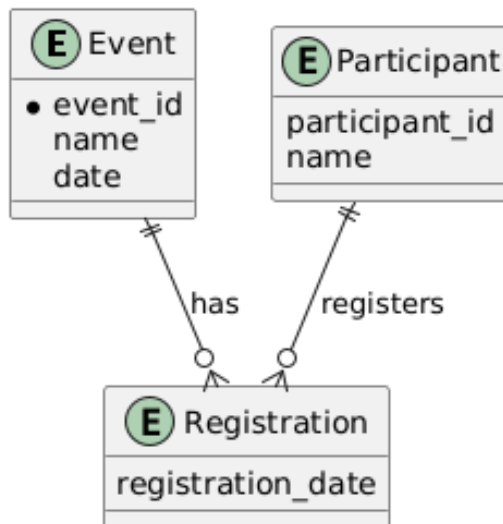 E Event
event_id
name
date
E Participant
participant_id
name
has
registers
E Registration
registration_date